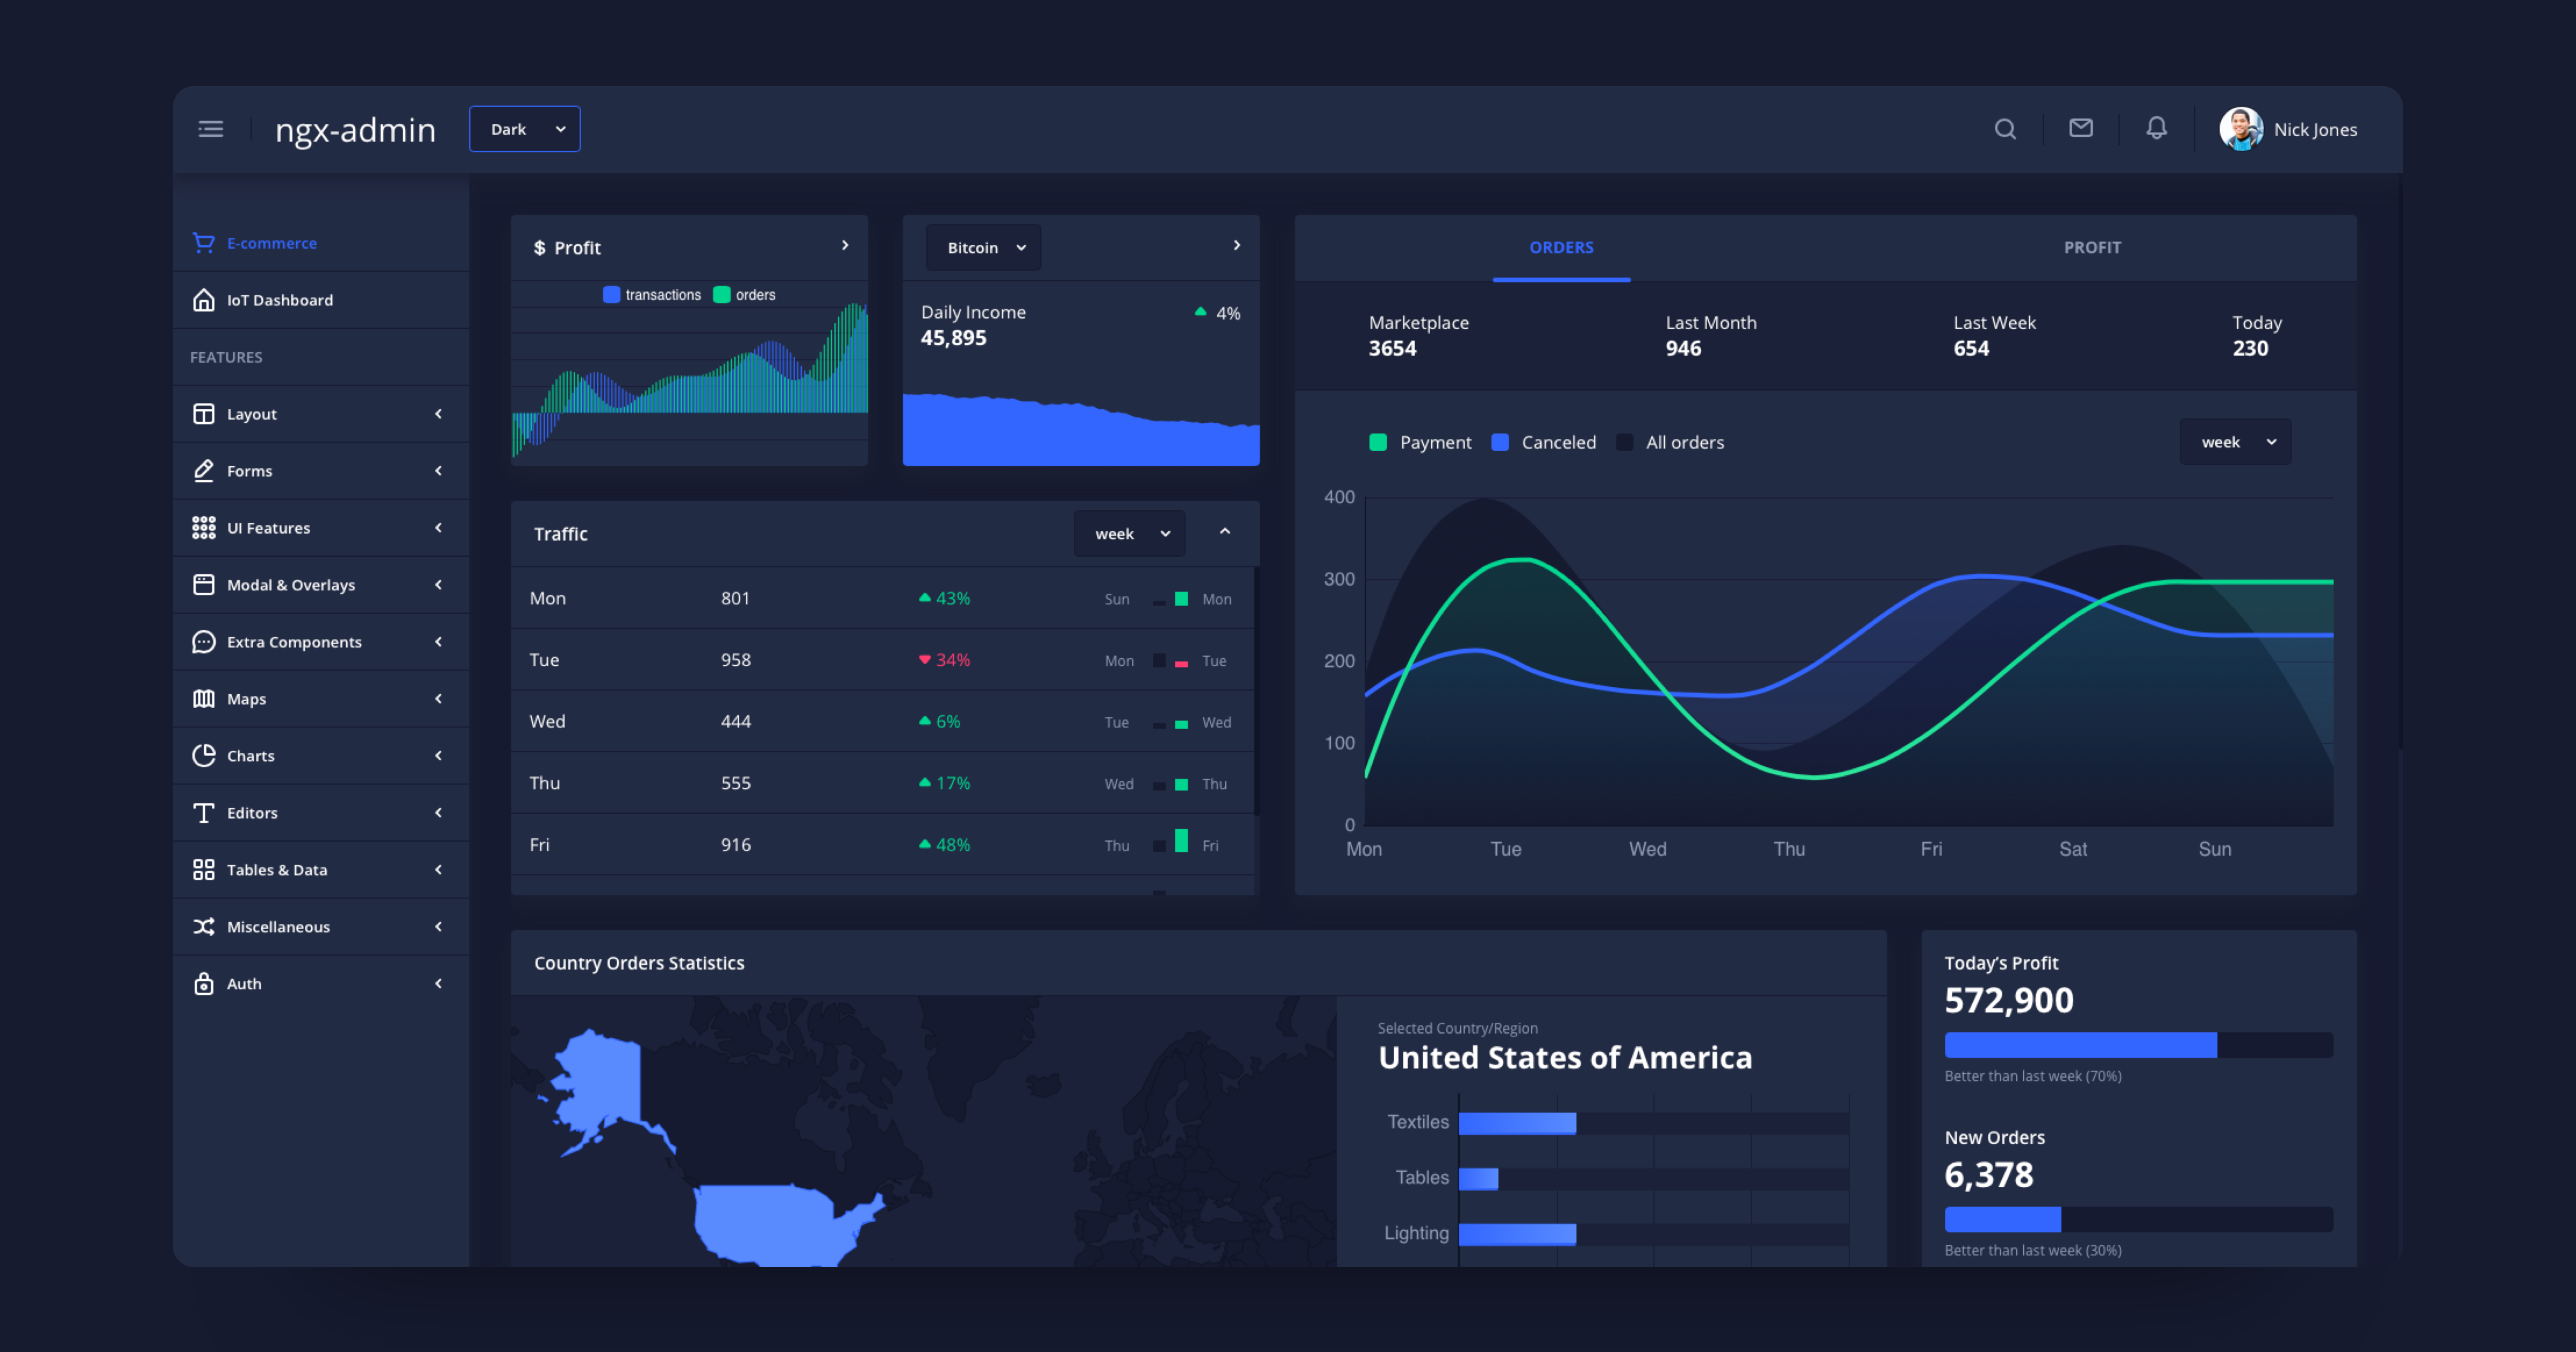 ngx-admin
Dark
Nick Jones
E-commerce
IoT Dashboard
FEATURES
Layout
Forms
UI Features
Modal & Overlays
Extra Components
Maps
Charts
Editors
Tables & Data
Miscellaneous
Auth
$ Profit
transactions orders
Bitcoin
Daily Income 4%
45,895
Traffic week
Mon 801 43% Sun Mon
Tue 958 34% Mon Tue
Wed 444 6% Tue Wed
Thu 555 17% Wed Thu
Fri 916 48% Thu Fri
ORDERS PROFIT
Marketplace Last Month Last Week Today
3654 946 654 230
Payment Canceled All orders week
400
300
200
100
0
Mon Tue Wed Thu Fri Sat Sun
Country Orders Statistics
Selected Country/Region
United States of America
Textiles
Tables
Lighting
Today’s Profit
572,900
Better than last week (70%)
New Orders
6,378
Better than last week (30%)